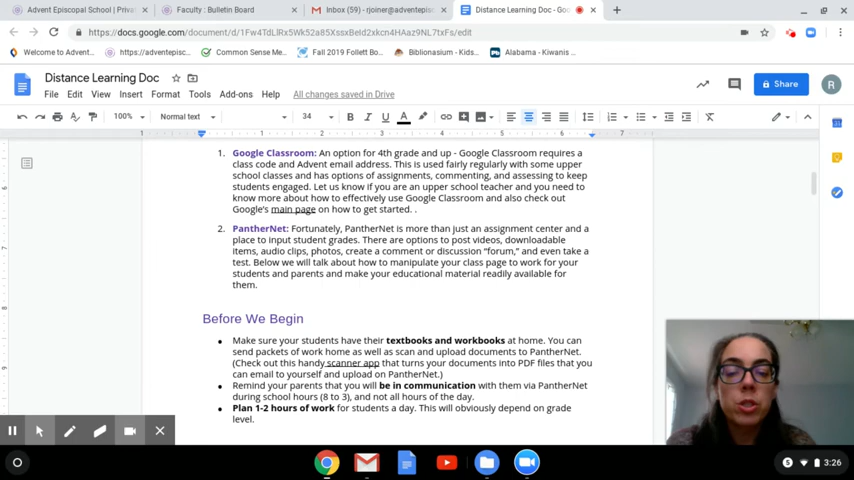 Advent Episcopal School | Priva
Faculty : Bulletin Board
Inbox (59) - rjoiner@adventepisc
Distance Learning Doc - Goo
https://docs.google.com/document/d/1Fw4TdLlRx5Wk52a85XssxBeId2xkcn4HAaz9NL7txFs/edit
Welcome to Advent...
https://adventepisc...
Common Sense Me...
Fall 2019 Follett Bo...
Biblionasium - Kids...
Alabama - Kiwanis ...
Distance Learning Doc
File Edit View Insert Format Tools Add-ons Help All changes saved in Drive
Share
R
100% Normal text 34 B I U A
1 1 2 3 4 5 6 7
1. Google Classroom: An option for 4th grade and up - Google Classroom requires a
class code and Advent email address. This is used fairly regularly with some upper
school classes and has options of assignments, commenting, and assessing to keep
students engaged. Let us know if you are an upper school teacher and you need to
know more about how to effectively use Google Classroom and also check out
Google's main page on how to get started. .
2. PantherNet: Fortunately, PantherNet is more than just an assignment center and a
place to input student grades. There are options to post videos, downloadable
items, audio clips, photos, create a comment or discussion "forum," and even take a
test. Below we will talk about how to manipulate your class page to work for your
students and parents and make your educational material readily available for
them.
Before We Begin
● Make sure your students have their textbooks and workbooks at home. You can
send packets of work home as well as scan and upload documents to PantherNet.
(Check out this handy scanner app that turns your documents into PDF files that you
can email to yourself and upload on PantherNet.)
● Remind your parents that you will be in communication with them via PantherNet
during school hours (8 to 3), and not all hours of the day.
● Plan 1-2 hours of work for students a day. This will obviously depend on grade
level.
3:26